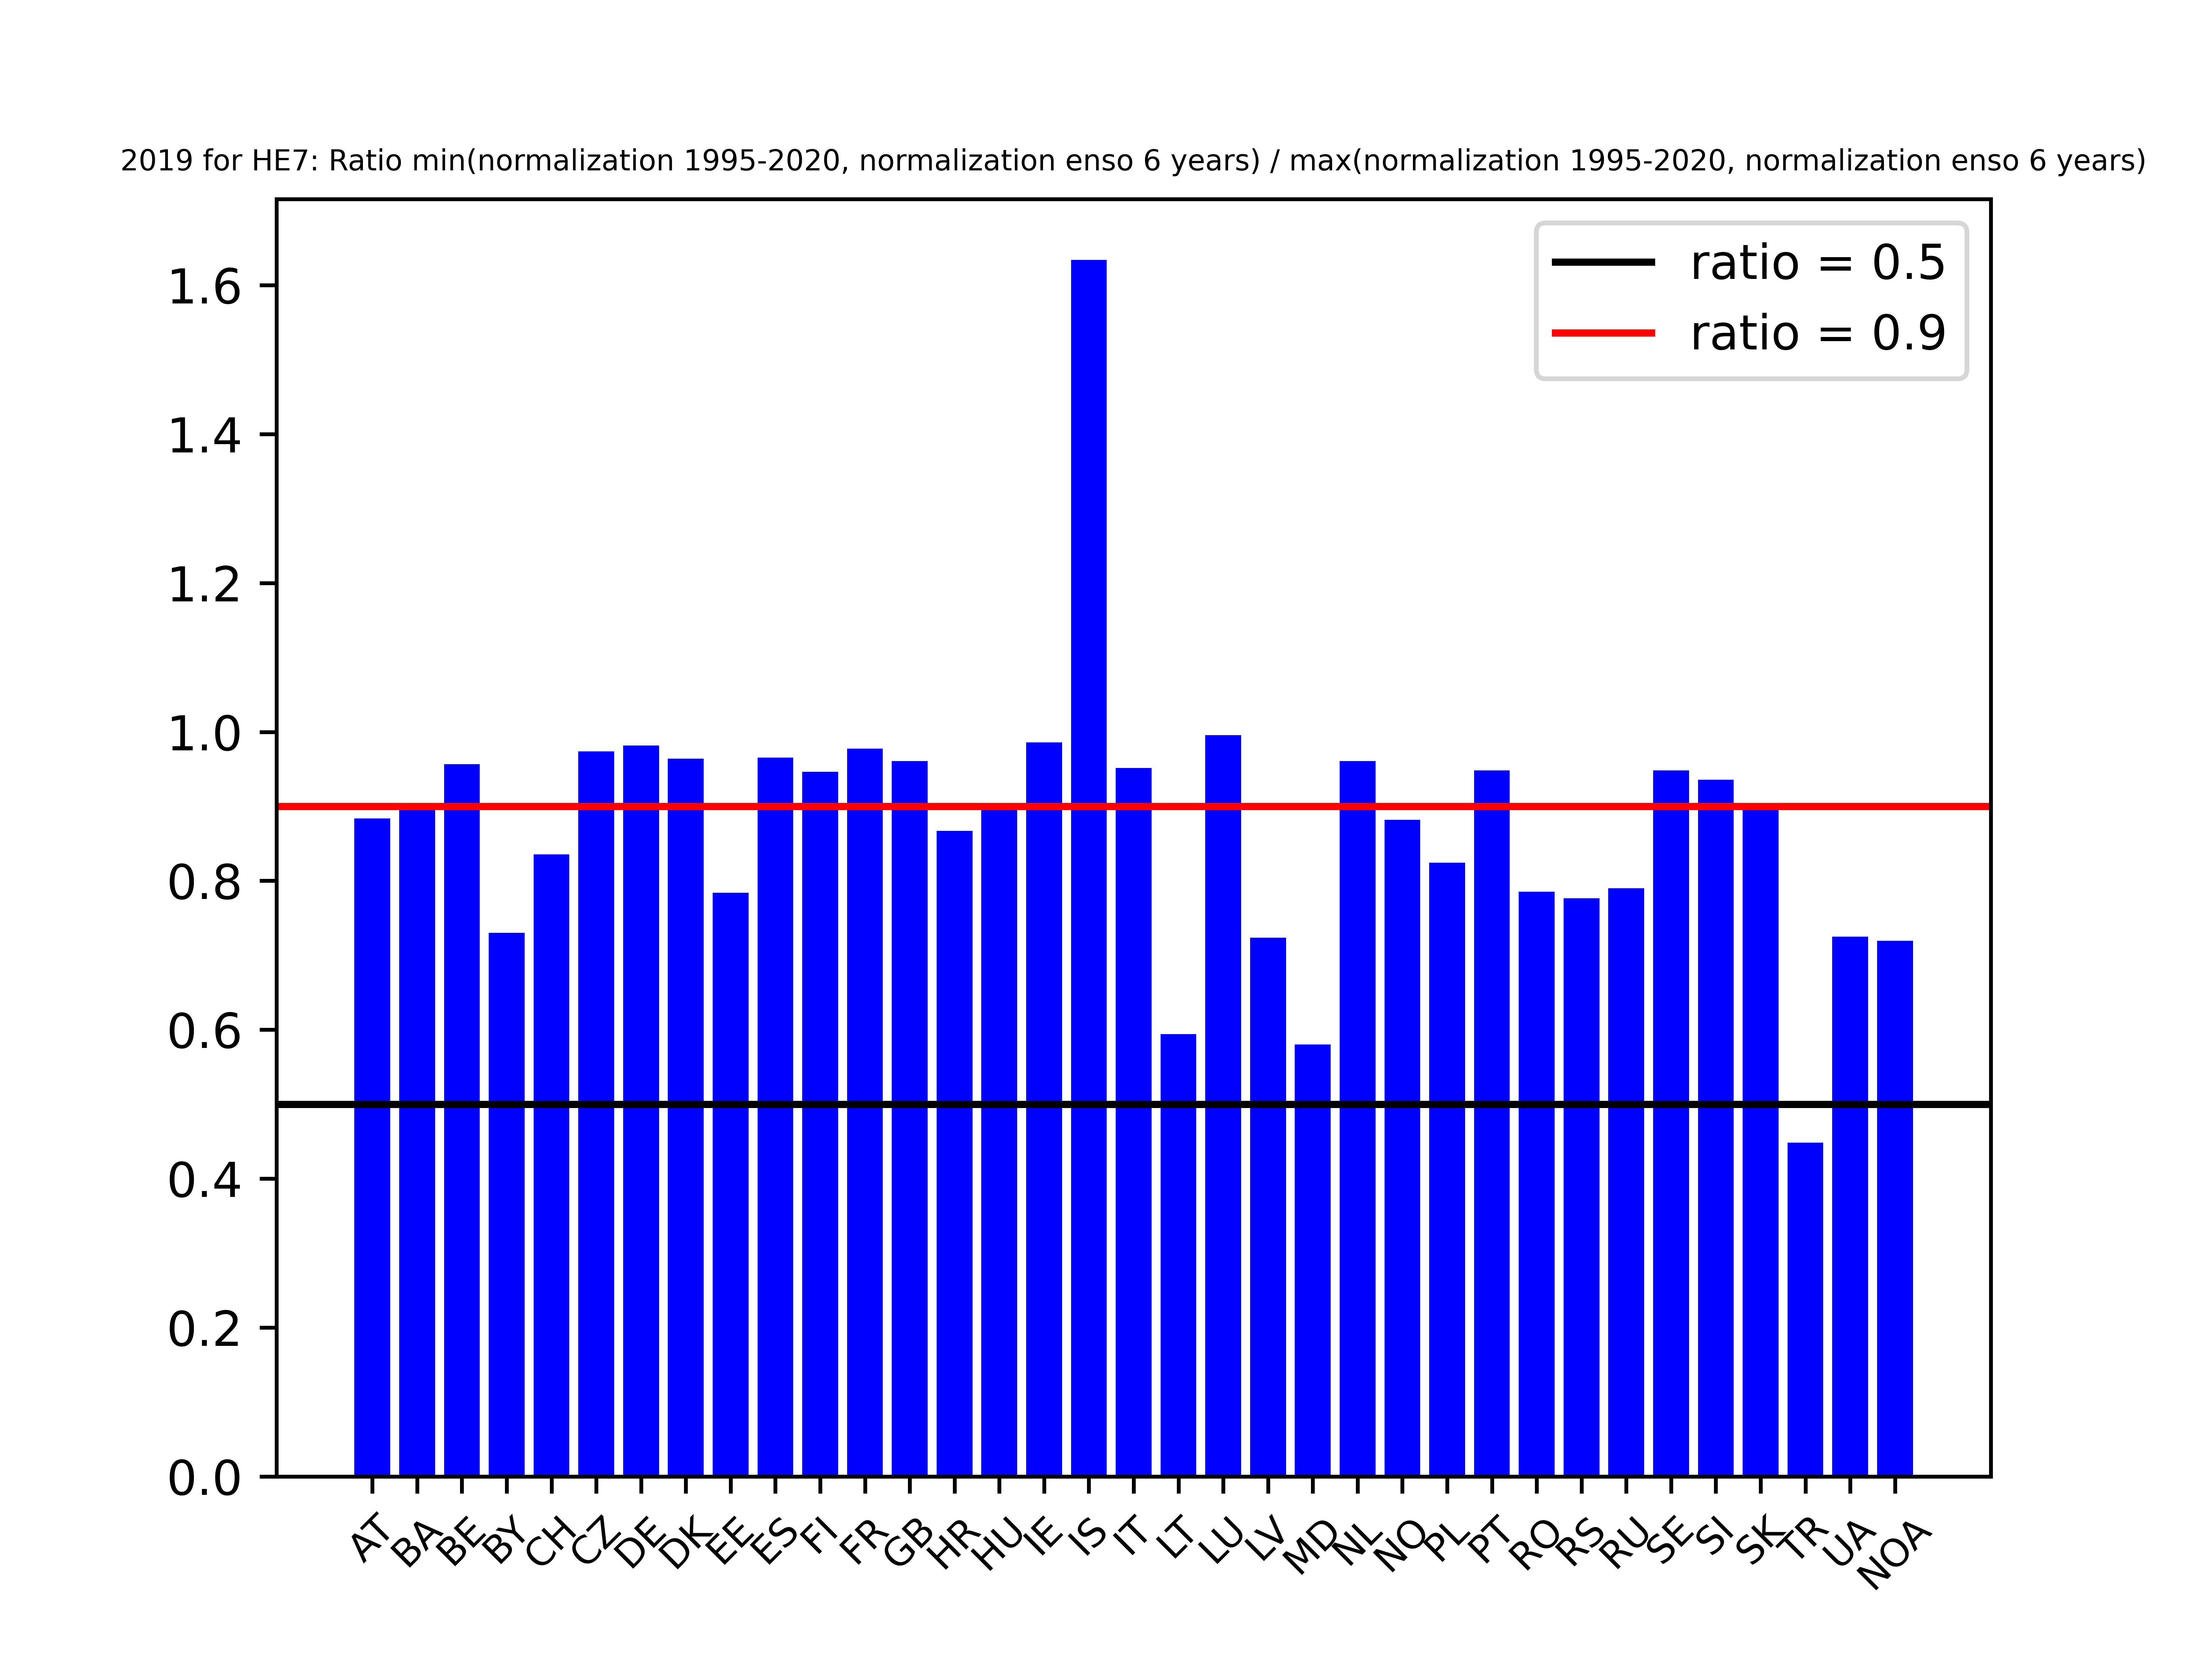 2019 for HE7: Ratio min(normalization 1995-2020, normalization enso 6 years) / max(normalization 1995-2020, normalization enso 6 years)
ratio = 0.5
ratio = 0.9
1.6
1.4
1.2
1.0
0.8
0.6
0.4
0.2
0.0
AT BA BE BY CH CZ DE DK EE ES FI FR GB HR HU IE IS IT LT LU LV MD NL NO PL PT RO RS RU SE SI SK TR UA NOA